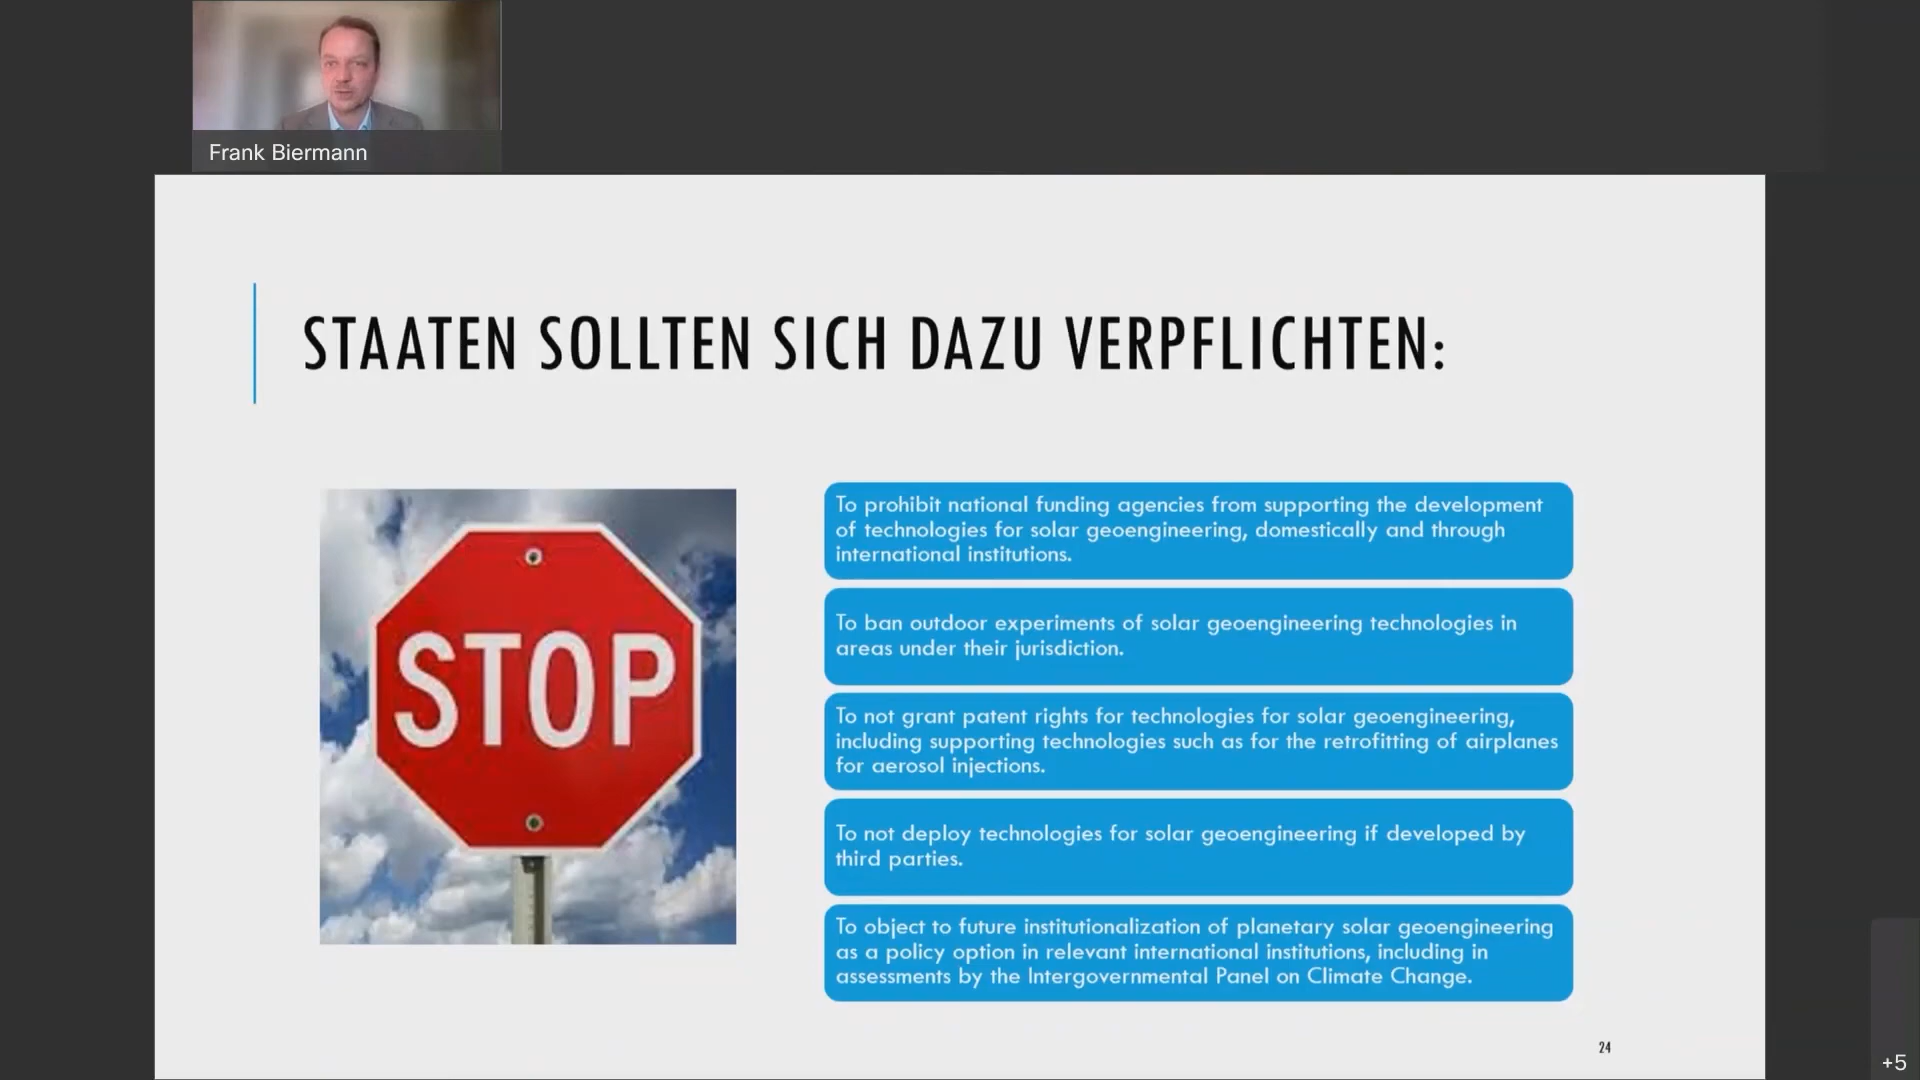 Frank Biermann
STAATEN SOLLTEN SICH DAZU VERPFLICHTEN:
STOP
To prohibit national funding agencies from supporting the development
of technologies for solar geoengineering, domestically and through
international institutions.
To ban outdoor experiments of solar geoengineering technologies in
areas under their jurisdiction.
To not grant patent rights for technologies for solar geoengineering,
including supporting technologies such as for the retrofitting of airplanes
for aerosol injections.
To not deploy technologies for solar geoengineering if developed by
third parties.
To object to future institutionalization of planetary solar geoengineering
as a policy option in relevant international institutions, including in
assessments by the Intergovernmental Panel on Climate Change.
24
+5